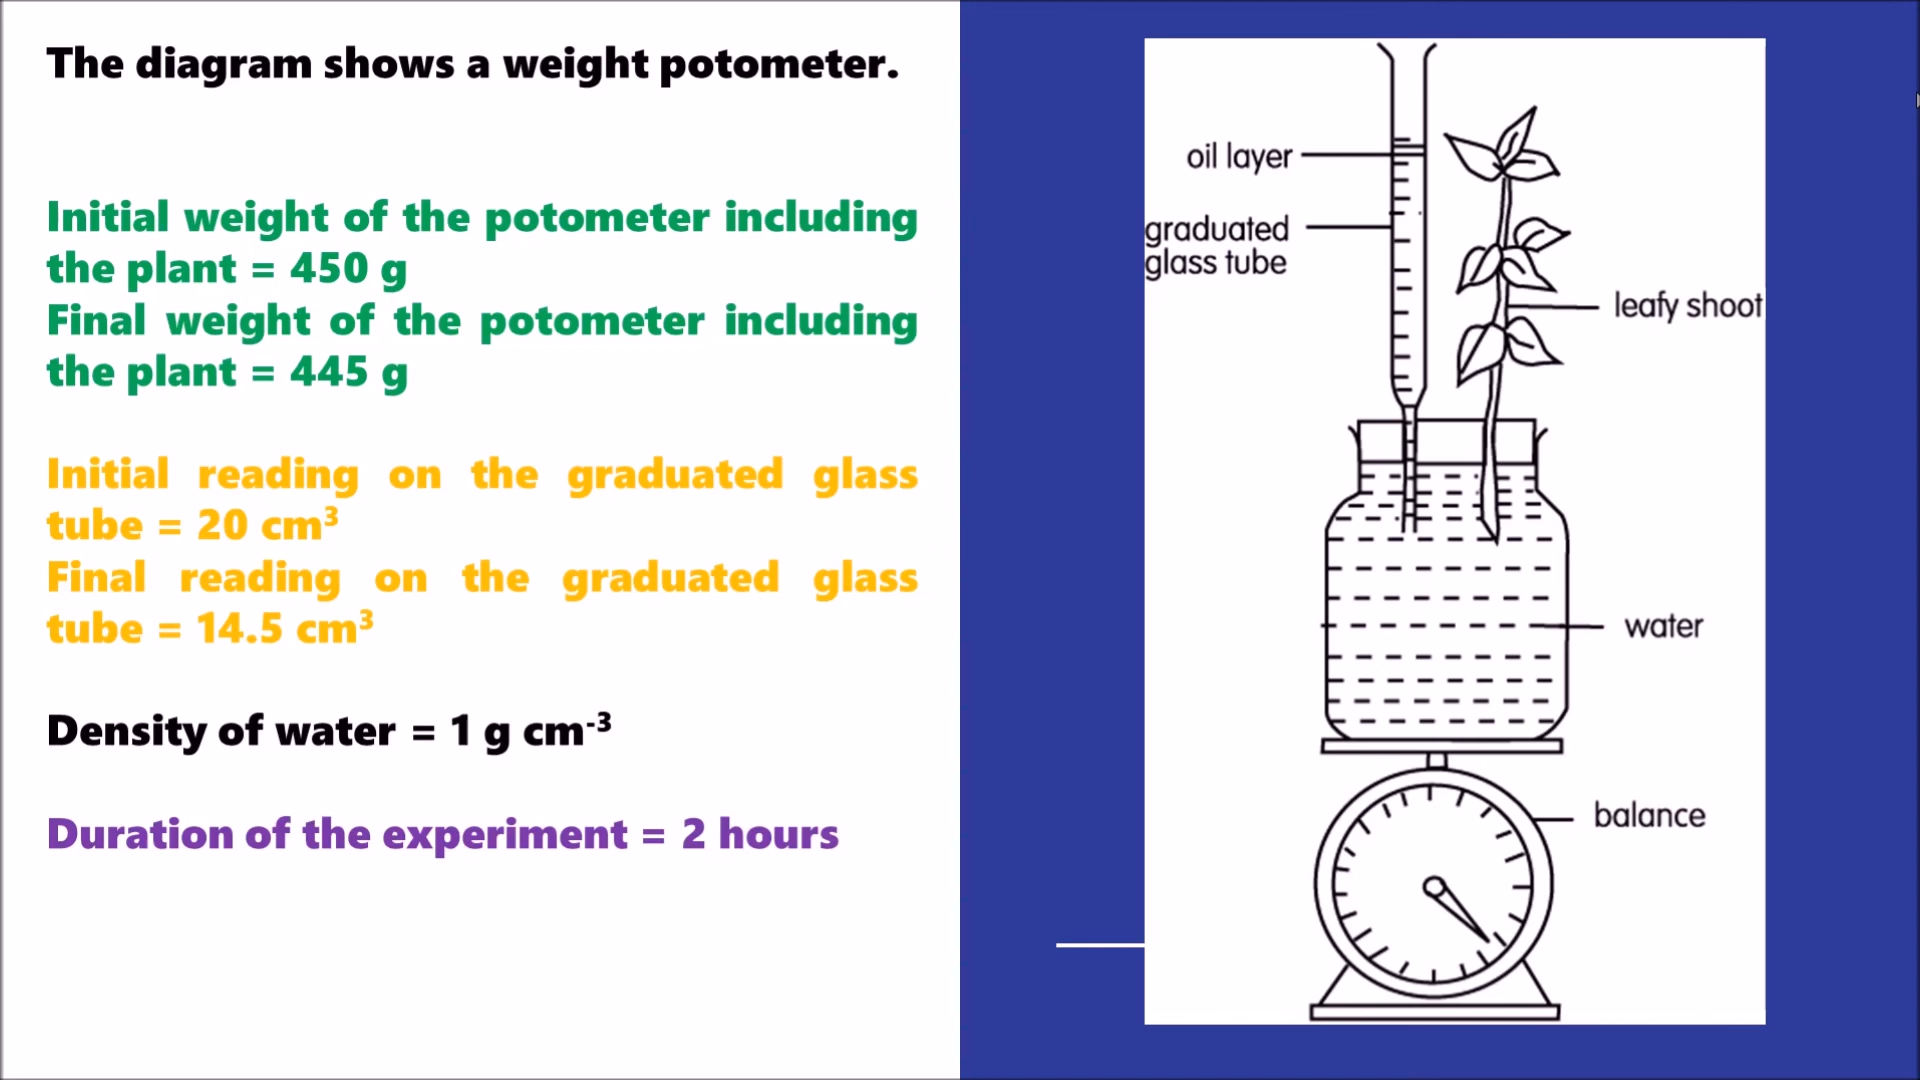 The diagram shows a weight potometer.
Initial weight of the potometer including
the plant = 450 g
Final weight of the potometer including
the plant = 445 g
Initial reading on the graduated glass
tube = 20 cm³
Final reading on the graduated glass
tube = 14.5 cm³
Density of water = 1 g cm⁻³
Duration of the experiment = 2 hours
oil layer
graduated
glass tube
leafy shoot
water
balance